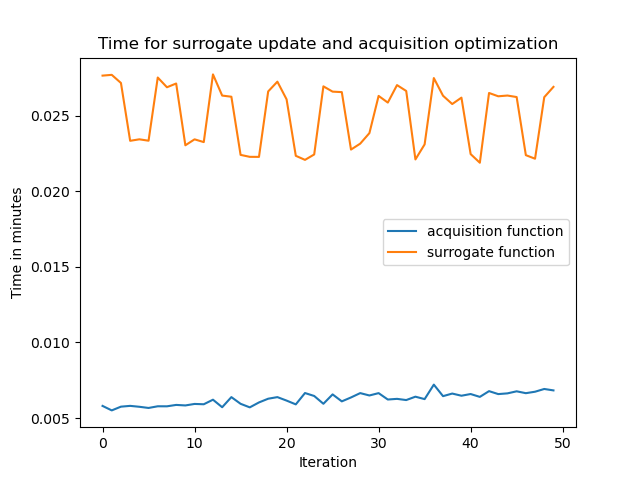 Time for surrogate update and acquisition optimization
Time in minutes
0.025
0.020
0.015
0.010
0.005
acquisition function
surrogate function
0 10 20 30 40 50
Iteration